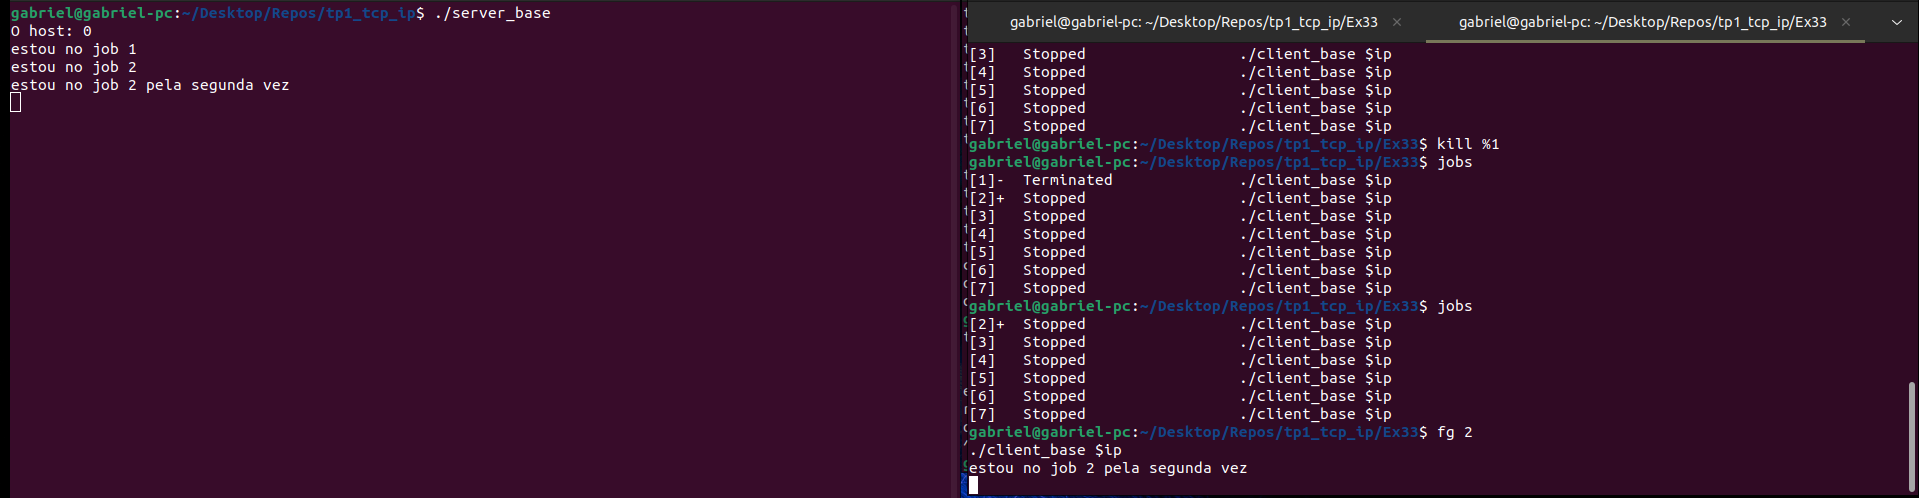 gabriel@gabriel-pc:~/Desktop/Repos/tp1_tcp_ip$ ./server_base
O host: 0
estou no job 1
estou no job 2
estou no job 2 pela segunda vez
gabriel@gabriel-pc: ~/Desktop/Repos/tp1_tcp_ip/Ex33 × gabriel@gabriel-pc: ~/Desktop/Repos/tp1_tcp_ip/Ex33 ×
[3]   Stopped                 ./client_base $ip
[4]   Stopped                 ./client_base $ip
[5]   Stopped                 ./client_base $ip
[6]   Stopped                 ./client_base $ip
[7]   Stopped                 ./client_base $ip
gabriel@gabriel-pc:~/Desktop/Repos/tp1_tcp_ip/Ex33$ kill %1
gabriel@gabriel-pc:~/Desktop/Repos/tp1_tcp_ip/Ex33$ jobs
[1]-  Terminated              ./client_base $ip
[2]+  Stopped                 ./client_base $ip
[3]   Stopped                 ./client_base $ip
[4]   Stopped                 ./client_base $ip
[5]   Stopped                 ./client_base $ip
[6]   Stopped                 ./client_base $ip
[7]   Stopped                 ./client_base $ip
gabriel@gabriel-pc:~/Desktop/Repos/tp1_tcp_ip/Ex33$ jobs
[2]+  Stopped                 ./client_base $ip
[3]   Stopped                 ./client_base $ip
[4]   Stopped                 ./client_base $ip
[5]   Stopped                 ./client_base $ip
[6]   Stopped                 ./client_base $ip
[7]   Stopped                 ./client_base $ip
gabriel@gabriel-pc:~/Desktop/Repos/tp1_tcp_ip/Ex33$ fg 2
./client_base $ip
estou no job 2 pela segunda vez